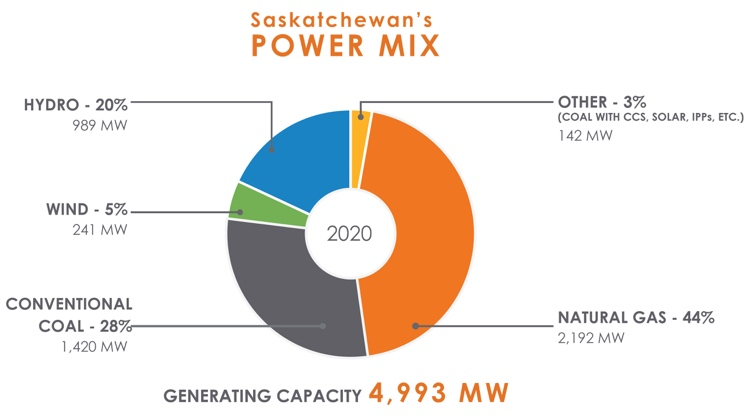 Saskatchewan's
POWER MIX
HYDRO - 20%
989 MW
OTHER - 3%
(COAL WITH CCS, SOLAR, IPPs, ETC.)
142 MW
WIND - 5%
241 MW
2020
CONVENTIONAL
COAL - 28%
1,420 MW
NATURAL GAS - 44%
2,192 MW
GENERATING CAPACITY 4,993 MW